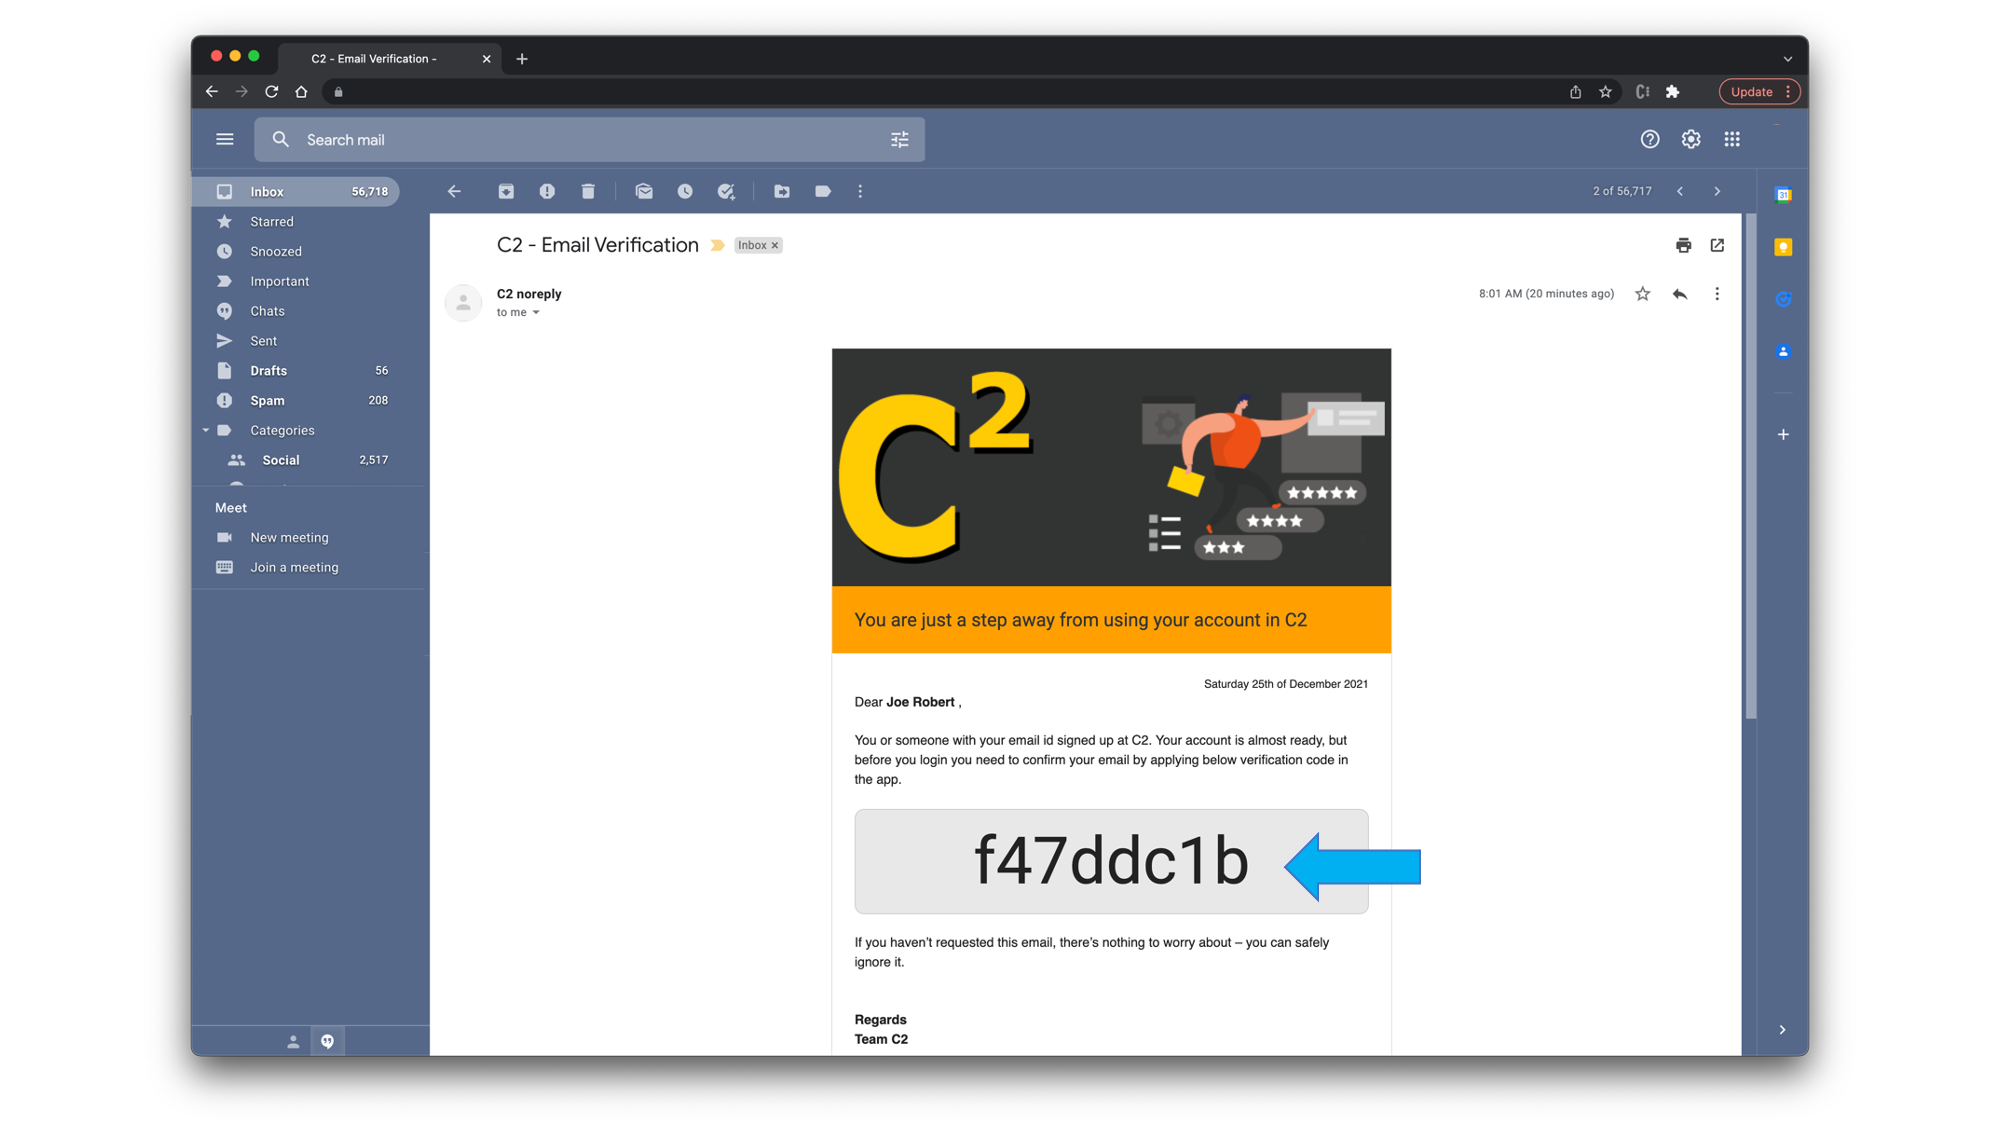 C2 - Email Verification -
Update
Search mail
Inbox 56,718
Starred
Snoozed
Important
Chats
Sent
Drafts 56
Spam 208
Categories
Social 2,517
Meet
New meeting
Join a meeting
2 of 56,717
31
C2 - Email Verification
Inbox ×
C2 noreply
8:01 AM (20 minutes ago)
to me
C2
You are just a step away from using your account in C2
Saturday 25th of December 2021
Dear Joe Robert ,
You or someone with your email id signed up at C2. Your account is almost ready, but
before you login you need to confirm your email by applying below verification code in
the app.
f47ddc1b
If you haven’t requested this email, there’s nothing to worry about – you can safely
ignore it.
Regards
Team C2